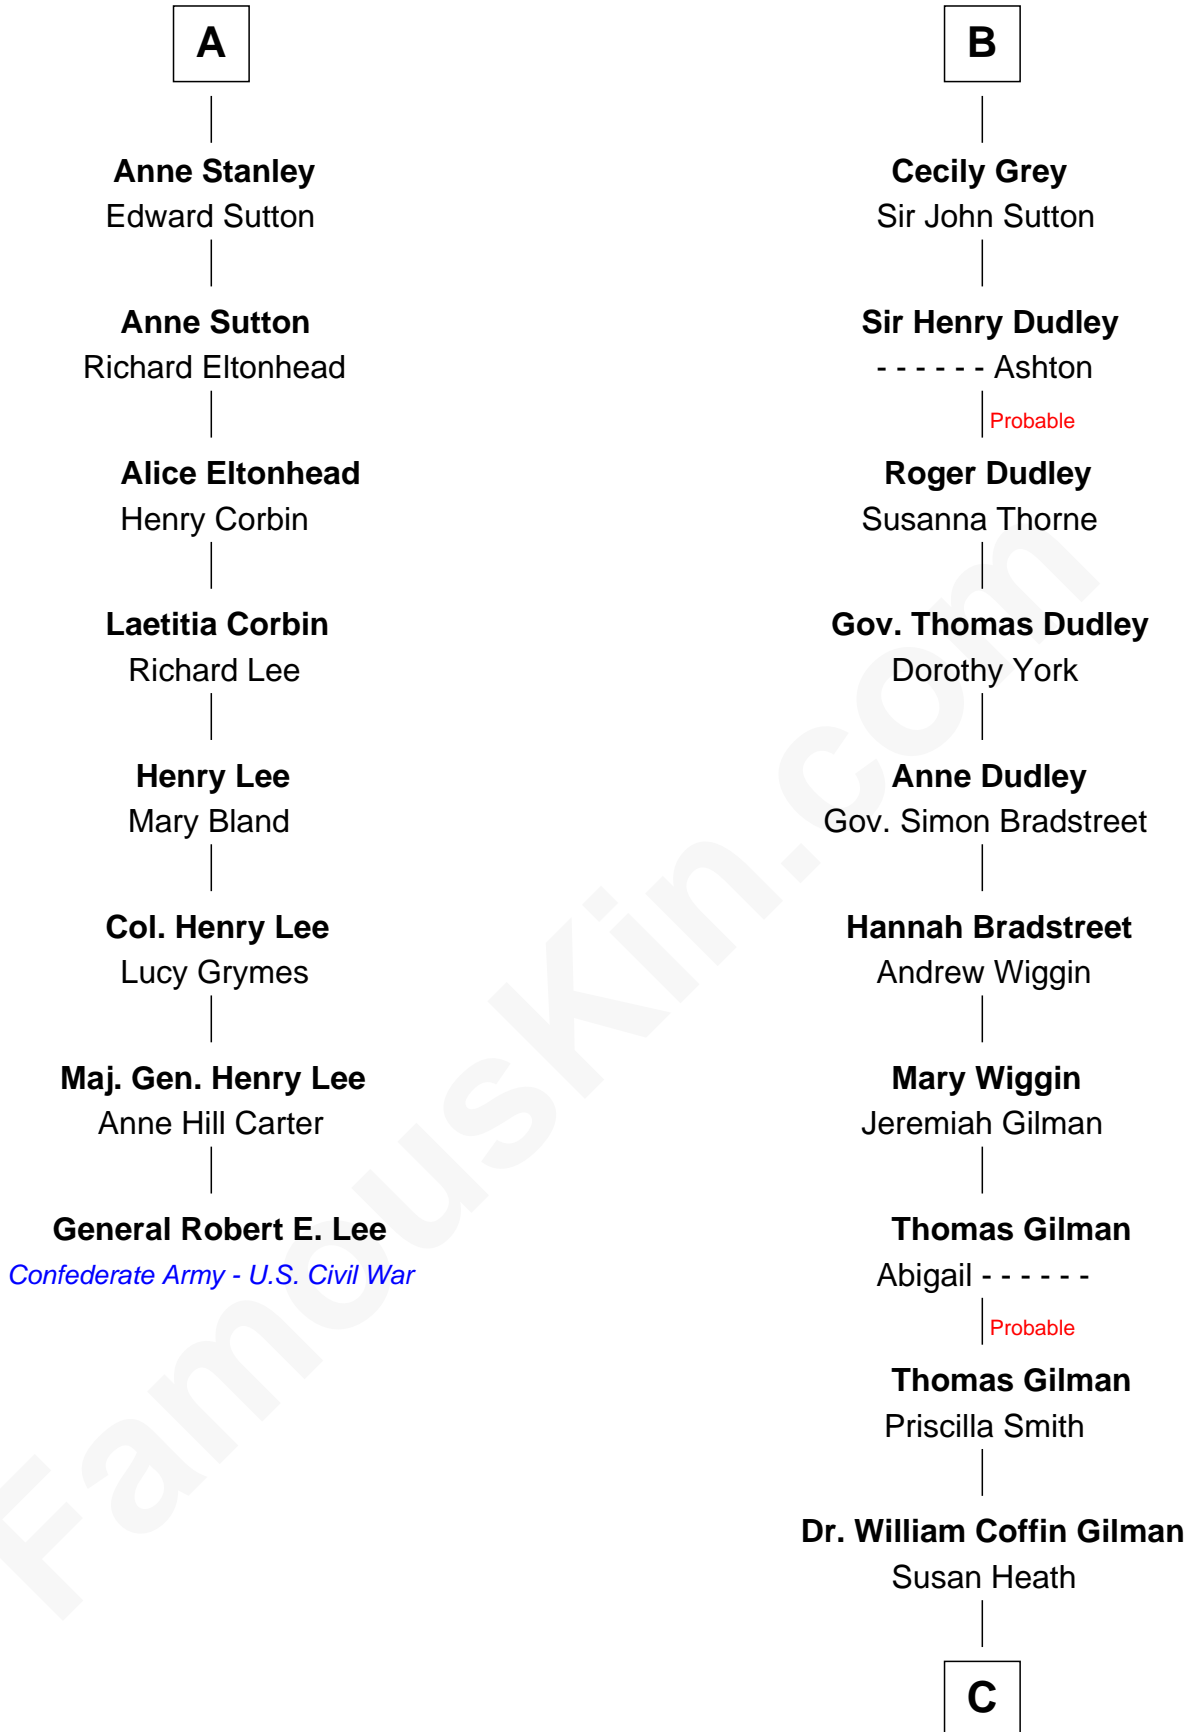 A
Anne Stanley
Edward Sutton
Anne Sutton
Richard Eltonhead
Alice Eltonhead
Henry Corbin
Laetitia Corbin
Richard Lee
Henry Lee
Mary Bland
Col. Henry Lee
Lucy Grymes
Maj. Gen. Henry Lee
Anne Hill Carter
General Robert E. Lee
Confederate Army - U.S. Civil War
B
Cecily Grey
Sir John Sutton
Sir Henry Dudley
- - - - - - Ashton
Probable
Roger Dudley
Susanna Thorne
Gov. Thomas Dudley
Dorothy York
Anne Dudley
Gov. Simon Bradstreet
Hannah Bradstreet
Andrew Wiggin
Mary Wiggin
Jeremiah Gilman
Thomas Gilman
Abigail - - - - - -
Probable
Thomas Gilman
Priscilla Smith
Dr. William Coffin Gilman
Susan Heath
C
FamousKin.com